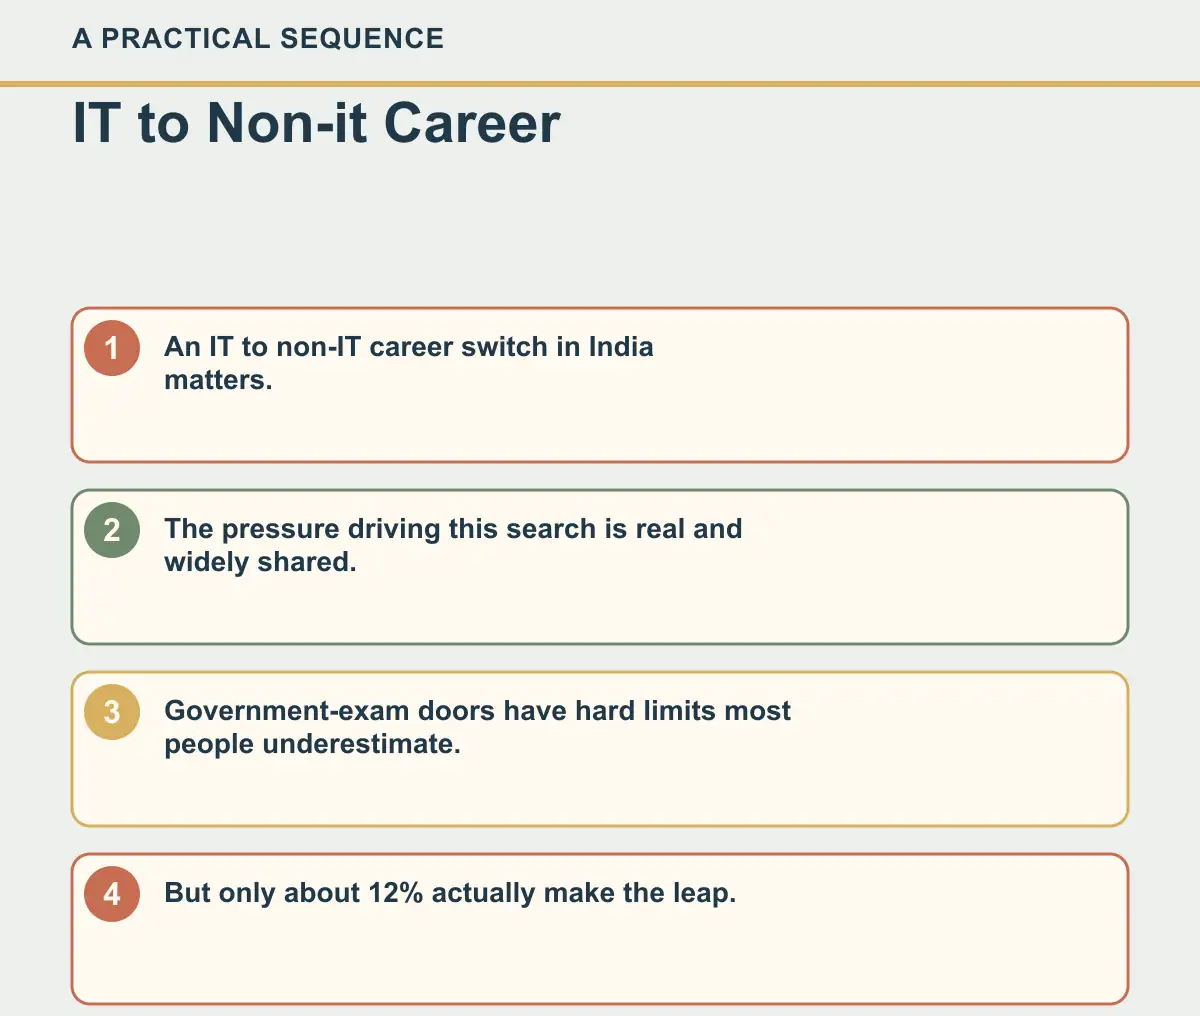 A PRACTICAL SEQUENCE
IT to Non-it Career
1
An IT to non-IT career switch in India
matters.
2
The pressure driving this search is real and
widely shared.
3
Government-exam doors have hard limits most
people underestimate.
4
But only about 12% actually make the leap.